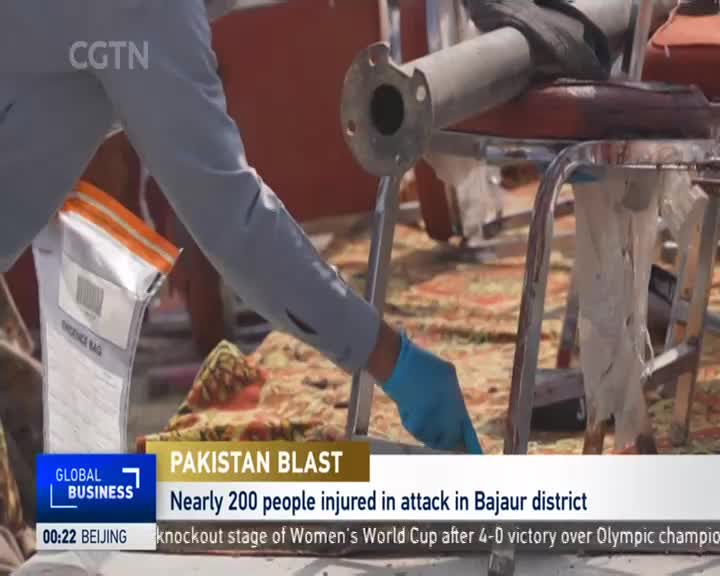 CGTN
EVIDENCE BAG
PAKISTAN BLAST
GLOBAL
BUSINESS
Nearly 200 people injured in attack in Bajaur district
00:22 BEIJING
knockout stage of Women's World Cup after 4-0 victory over Olympic champio